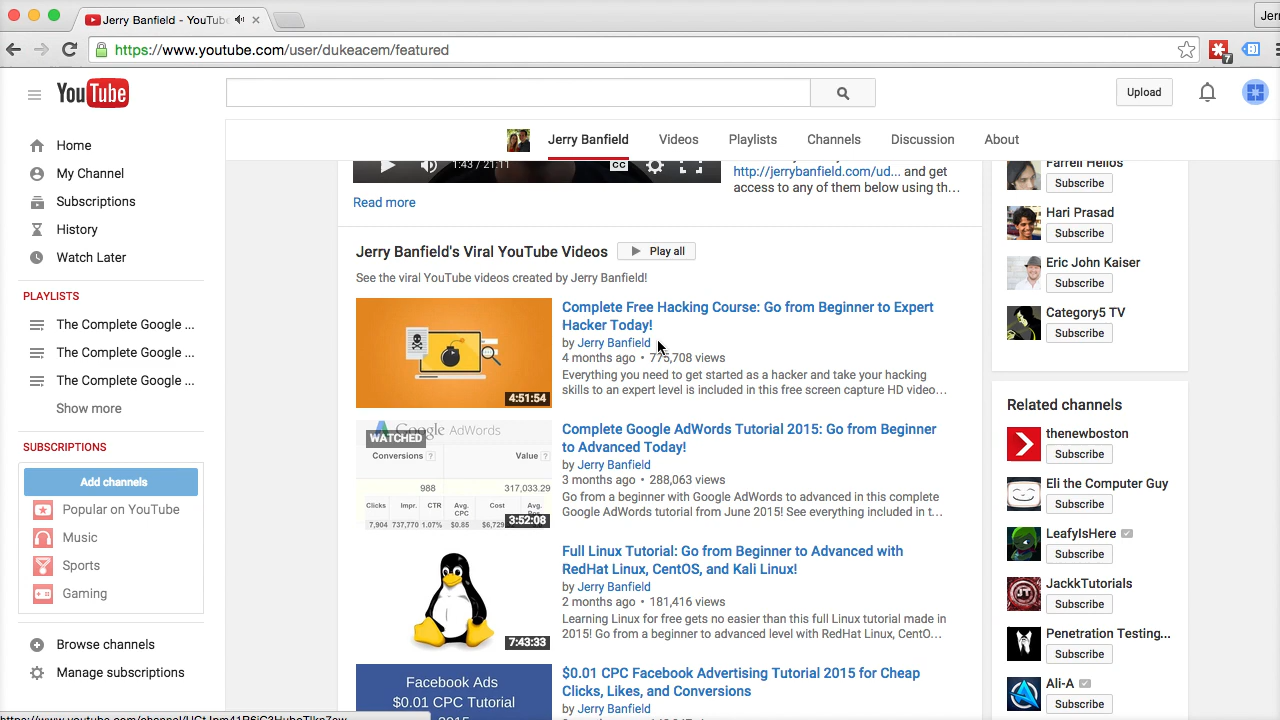 Jerry Banfield - YouTub
Jer
https://www.youtube.com/user/dukeacem/featured
7
YouTube
Upload
Jerry Banfield
Videos
Playlists
Channels
Discussion
About
Home
My Channel
Subscriptions
History
Watch Later
PLAYLISTS
The Complete Google ...
The Complete Google ...
The Complete Google ...
Show more
SUBSCRIPTIONS
Add channels
Popular on YouTube
Music
Sports
Gaming
Browse channels
Manage subscriptions
1:43 / 21:11
CC
http://jerrybanfield.com/ud... and get
access to any of them below using th...
Read more
Jerry Banfield's Viral YouTube Videos
Play all
See the viral YouTube videos created by Jerry Banfield!
4:51:54
Complete Free Hacking Course: Go from Beginner to Expert
Hacker Today!
by Jerry Banfield
4 months ago • 775,708 views
Everything you need to get started as a hacker and take your hacking
skills to an expert level is included in this free screen capture HD video...
Google AdWords
WATCHED
Conversions ?
Value ?
988
317,033.29
Clicks
Impr.
CTR
Avg. CPC
Cost
Avg.
7,904
737,770
1.07%
$0.85
$6,729
3:52:08
Complete Google AdWords Tutorial 2015: Go from Beginner
to Advanced Today!
by Jerry Banfield
3 months ago • 288,063 views
Go from a beginner with Google AdWords to advanced in this complete
Google AdWords tutorial from June 2015! See everything included in t...
7:43:33
Full Linux Tutorial: Go from Beginner to Advanced with
RedHat Linux, CentOS, and Kali Linux!
by Jerry Banfield
2 months ago • 181,416 views
Learning Linux for free gets no easier than this full Linux tutorial made in
2015! Go from a beginner to advanced level with RedHat Linux, CentO...
Facebook Ads
$0.01 CPC Tutorial
2015
$0.01 CPC Facebook Advertising Tutorial 2015 for Cheap
Clicks, Likes, and Conversions
by Jerry Banfield
Farrell Helios
Subscribe
Hari Prasad
Subscribe
Eric John Kaiser
Subscribe
Category5 TV
Subscribe
Related channels
thenewboston
Subscribe
Eli the Computer Guy
Subscribe
LeafyIsHere
Subscribe
JackkTutorials
Subscribe
Penetration Testing...
Subscribe
Ali-A
Subscribe